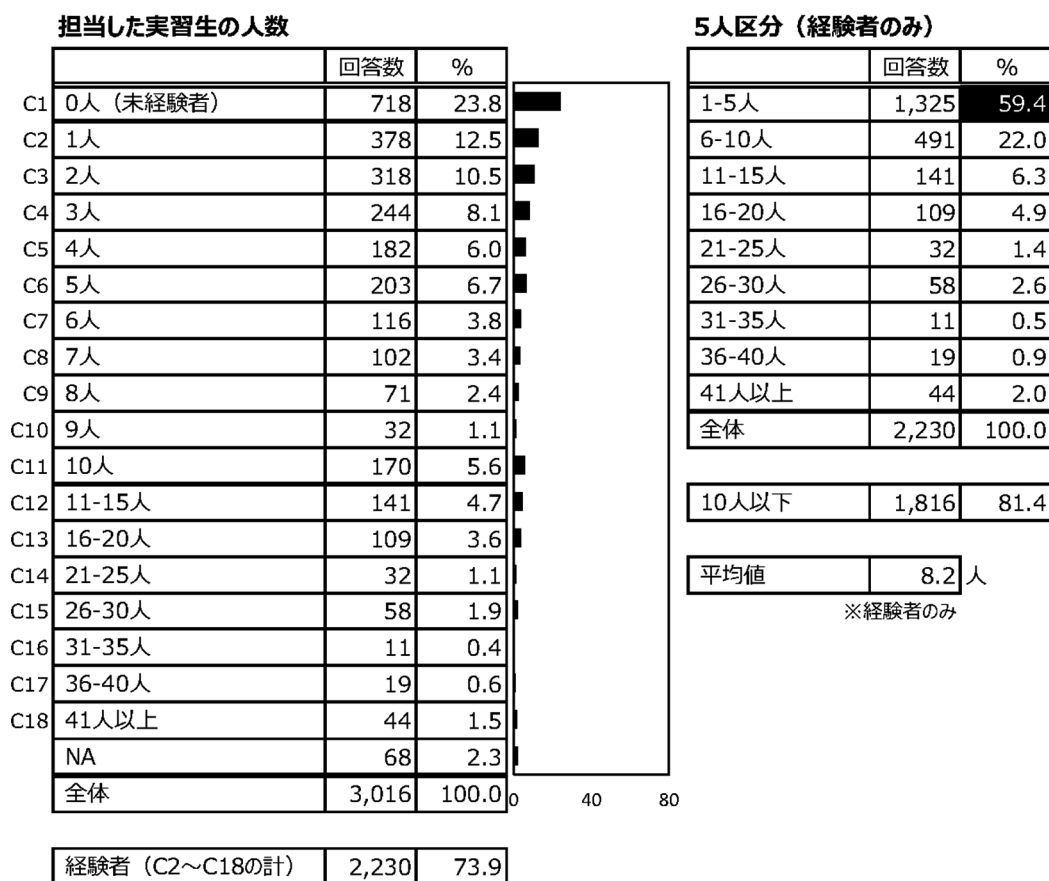 担当した実習生の人数
回答数 %
C1 0人（未経験者） 718 23.8
C2 1人 378 12.5
C3 2人 318 10.5
C4 3人 244 8.1
C5 4人 182 6.0
C6 5人 203 6.7
C7 6人 116 3.8
C8 7人 102 3.4
C9 8人 71 2.4
C10 9人 32 1.1
C11 10人 170 5.6
C12 11-15人 141 4.7
C13 16-20人 109 3.6
C14 21-25人 32 1.1
C15 26-30人 58 1.9
C16 31-35人 11 0.4
C17 36-40人 19 0.6
C18 41人以上 44 1.5
NA 68 2.3
全体 3,016 100.0
0 40 80
経験者（C2～C18の計） 2,230 73.9
5人区分（経験者のみ）
回答数 %
1-5人 1,325 59.4
6-10人 491 22.0
11-15人 141 6.3
16-20人 109 4.9
21-25人 32 1.4
26-30人 58 2.6
31-35人 11 0.5
36-40人 19 0.9
41人以上 44 2.0
全体 2,230 100.0
10人以下 1,816 81.4
平均値 8.2 人
※経験者のみ